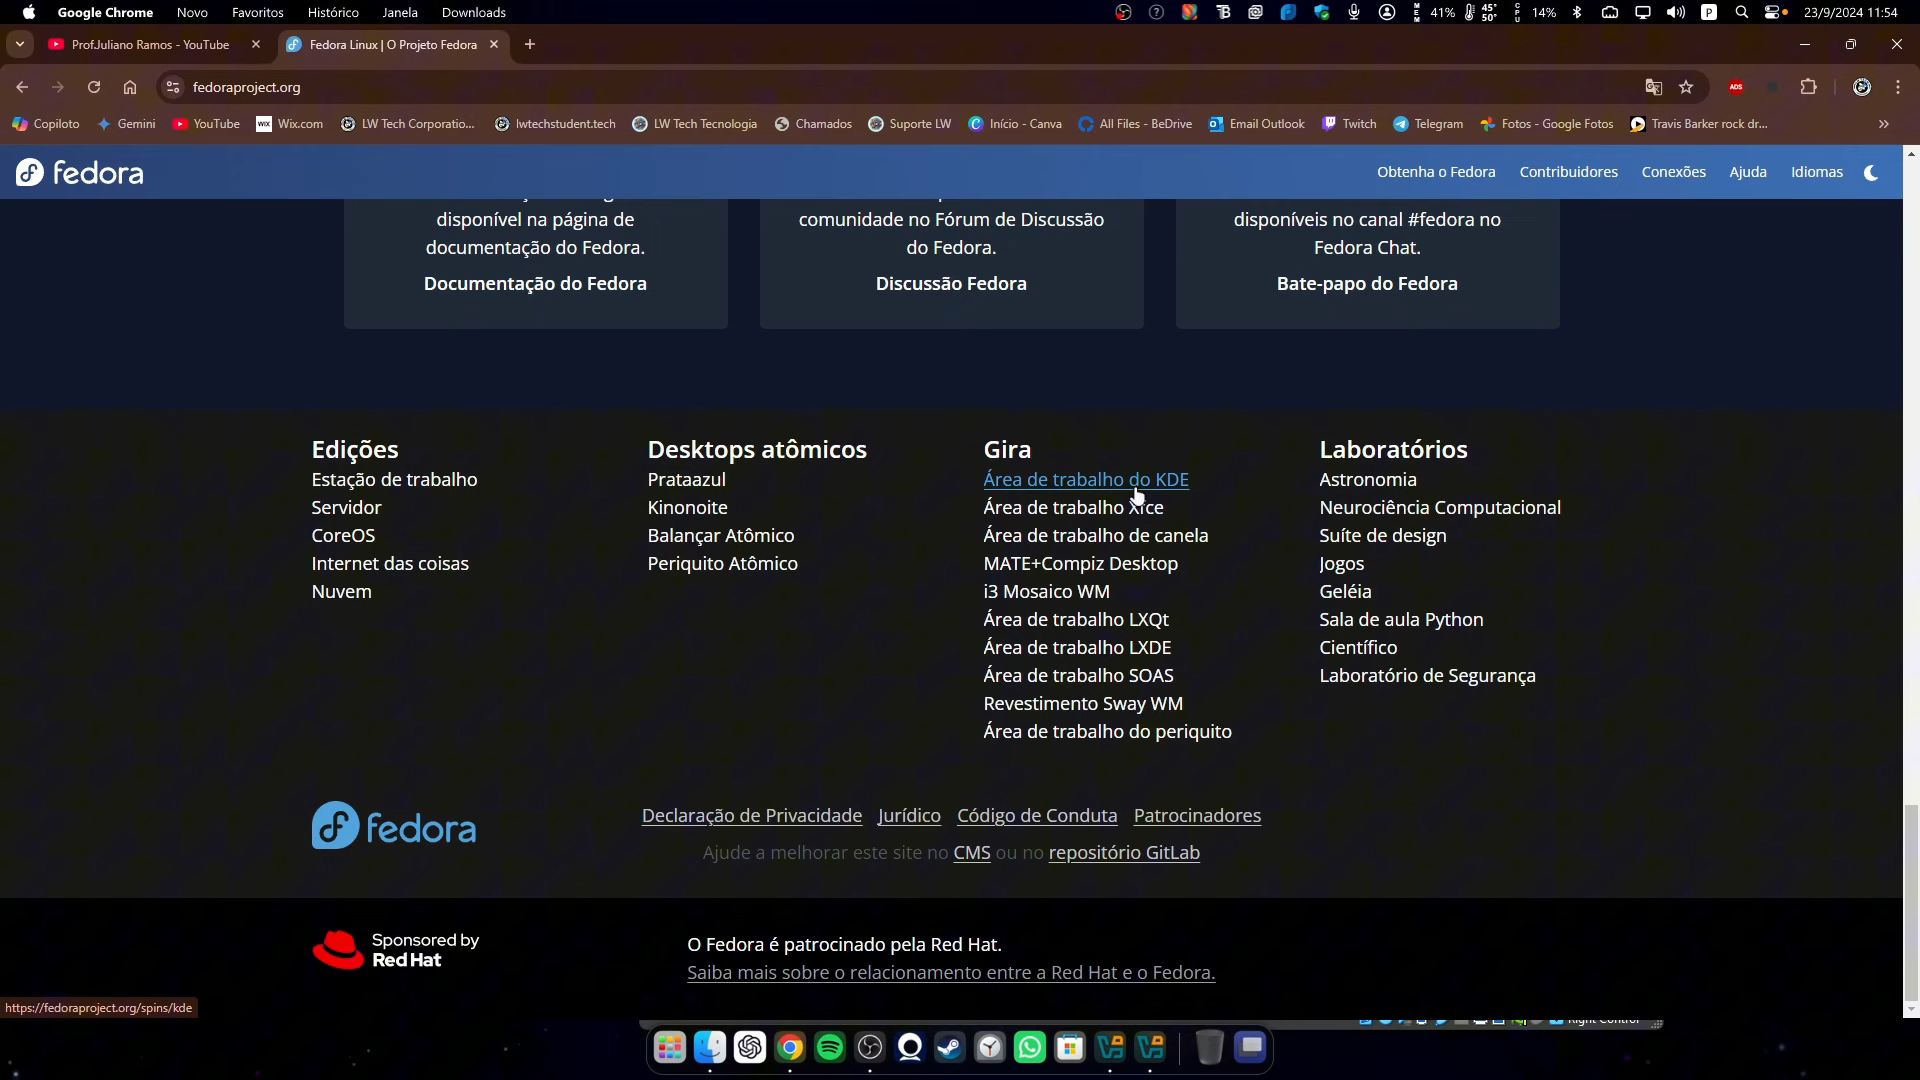 Google Chrome Novo Favoritos Histórico Janela Downloads
MEM 41% 45° 50° CPU 14% P 23/9/2024 11:54
Prof.Juliano Ramos - YouTube
Fedora Linux | O Projeto Fedora
fedoraproject.org
ADS
Copiloto Gemini YouTube Wix.com LW Tech Corporatio... lwtechstudent.tech LW Tech Tecnologia Chamados Suporte LW Início - Canva All Files - BeDrive Email Outlook Twitch Telegram Fotos - Google Fotos Travis Barker rock dr...
fedora
Obtenha o Fedora Contribuidores Conexões Ajuda Idiomas
disponível na página de
documentação do Fedora.
Documentação do Fedora
comunidade no Fórum de Discussão
do Fedora.
Discussão Fedora
disponíveis no canal #fedora no
Fedora Chat.
Bate-papo do Fedora
Edições
Estação de trabalho
Servidor
CoreOS
Internet das coisas
Nuvem
Desktops atômicos
Prataazul
Kinonoite
Balançar Atômico
Periquito Atômico
Gira
Área de trabalho do KDE
Área de trabalho Xfce
Área de trabalho de canela
MATE+Compiz Desktop
i3 Mosaico WM
Área de trabalho LXQt
Área de trabalho LXDE
Área de trabalho SOAS
Revestimento Sway WM
Área de trabalho do periquito
Laboratórios
Astronomia
Neurociência Computacional
Suíte de design
Jogos
Geléia
Sala de aula Python
Científico
Laboratório de Segurança
fedora
Declaração de Privacidade Jurídico Código de Conduta Patrocinadores
Ajude a melhorar este site no CMS ou no repositório GitLab
Sponsored by
Red Hat
O Fedora é patrocinado pela Red Hat.
Saiba mais sobre o relacionamento entre a Red Hat e o Fedora.
https://fedoraproject.org/spins/kde
Right Control